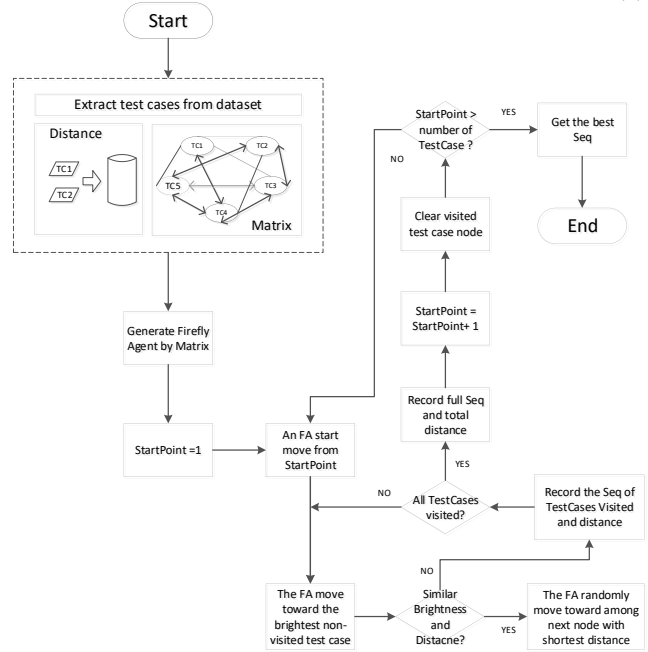 Start
Extract test cases from dataset
Distance
TC1
TC2
TC1
TC2
TC5
TC3
TC4
Matrix
Generate Firefly
Agent by Matrix
StartPoint =1
An FA start
move from
StartPoint
The FA move
toward the
brightest non-
visited test case
Similar
Brightness
and
Distacne?
YES
The FA randomly
move toward among
next node with
shortest distance
NO
Record the Seq of
TestCases Visited
and distance
All TestCases
visited?
NO
YES
Record full Seq
and total
distance
StartPoint =
StartPoint+ 1
Clear visited
test case node
StartPoint >
number of
TestCase ?
NO
YES
Get the best
Seq
End